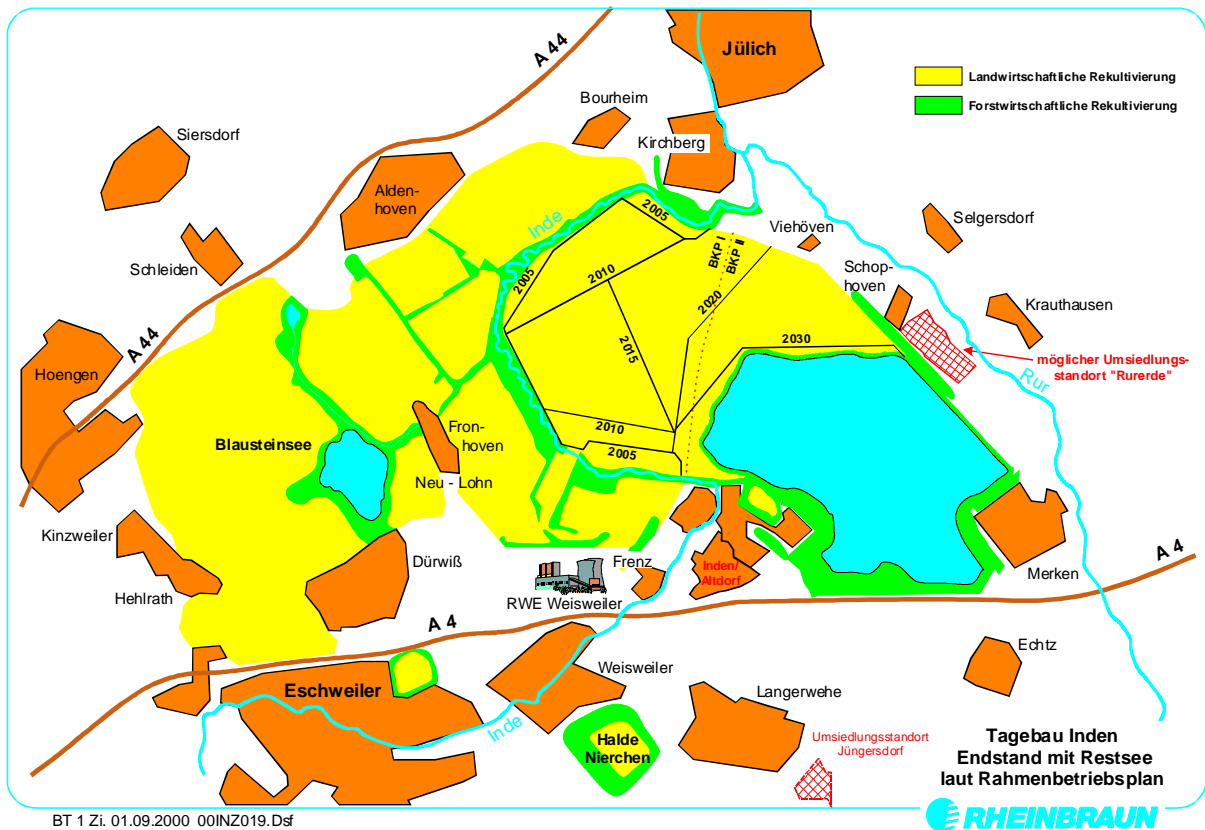 A 44
Jülich
Landwirtschaftliche Rekultivierung
Forstwirtschaftliche Rekultivierung
Bourheim
Siersdorf
Kirchberg
Alden-
hoven
Inde
2005
Viehöven
Selgersdorf
Schleiden
2005
2010
BKP I
BKP II
Schop-
hoven
2020
Krauthausen
A 44
2015
2030
möglicher Umsiedlungs-
standort "Rurerde"
Hoengen
Rur
Blausteinsee
Fron-
hoven
2010
2005
Neu - Lohn
Kinzweiler
Dürwiß
Frenz
Inden/
Altdorf
Merken
A 4
Hehlrath
RWE Weisweiler
A 4
Echtz
Weisweiler
Eschweiler
Langerwehe
Inde
Halde
Nierchen
Umsiedlungsstandort
Jüngersdorf
Tagebau Inden
Endstand mit Restsee
laut Rahmenbetriebsplan
RHEINBRAUN
BT 1 Zi. 01.09.2000 00INZ019.Dsf